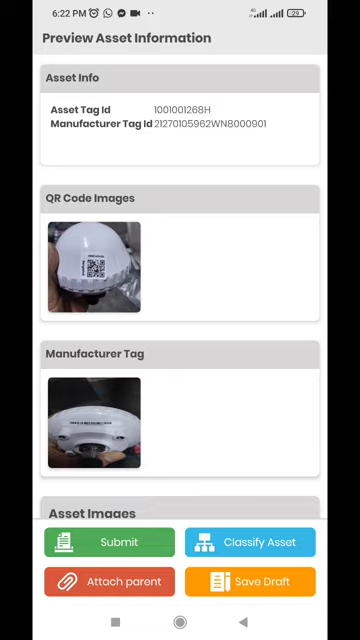 6:22 PM
4G
29
Preview Asset Information
Asset Info
Asset Tag Id 1001001268H
Manufacturer Tag Id 21270105962WN8000901
QR Code Images
Manufacturer Tag
Asset Images
Submit
Classify Asset
Attach parent
Save Draft